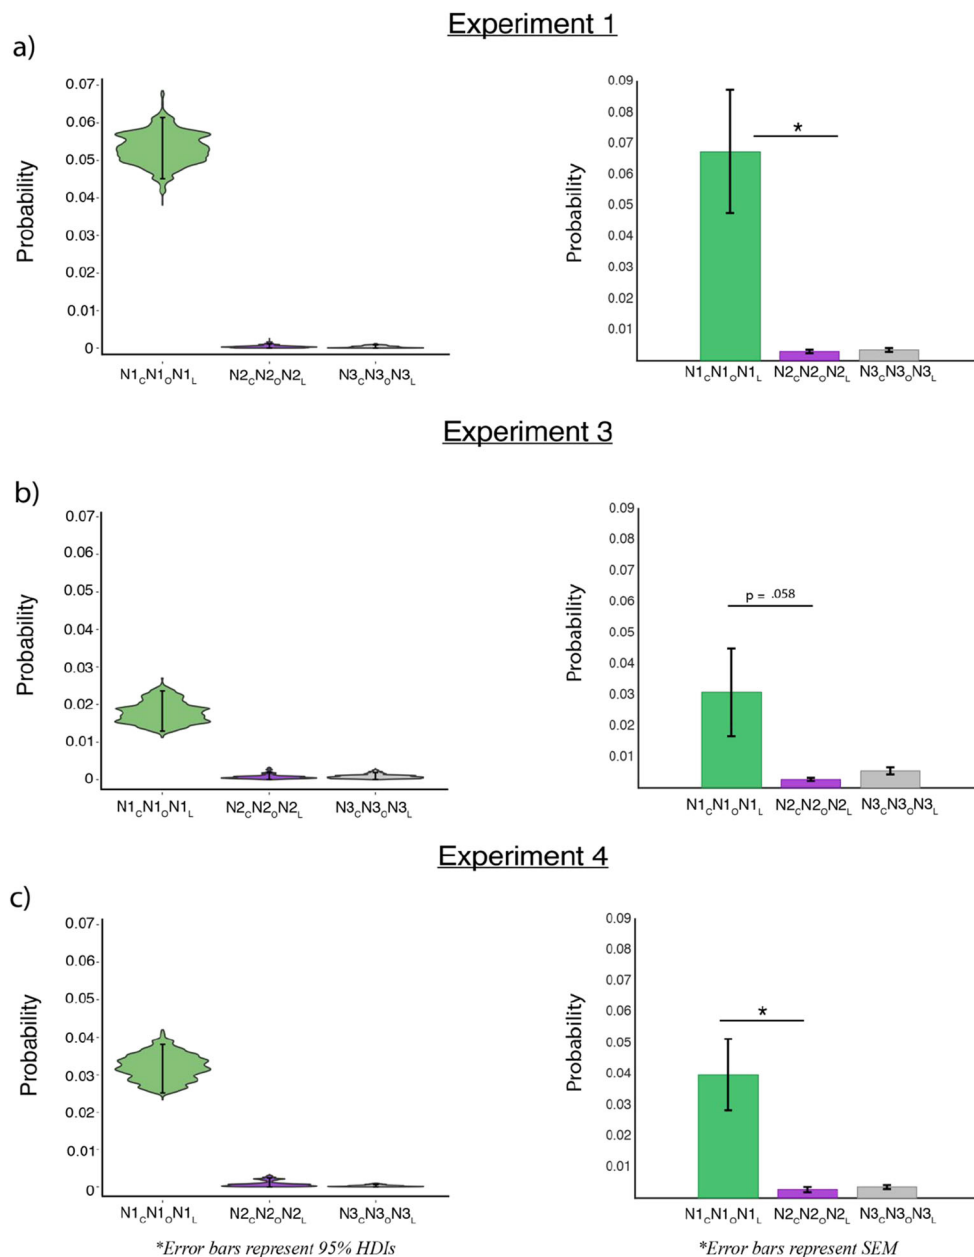 Experiment 1
a)
Probability
0.07
0.06
0.05
0.04
0.03
0.02
0.01
0
N1CN1ON1L N2CN2ON2L N3CN3ON3L
Probability
0.09
0.08
0.07
0.06
0.05
0.04
0.03
0.02
0.01
*
N1CN1ON1L N2CN2ON2L N3CN3ON3L
Experiment 3
b)
Probability
0.07
0.06
0.05
0.04
0.03
0.02
0.01
0
N1CN1ON1L N2CN2ON2L N3CN3ON3L
Probability
0.09
0.08
0.07
0.06
0.05
0.04
0.03
0.02
0.01
p = .058
N1CN1ON1L N2CN2ON2L N3CN3ON3L
Experiment 4
c)
Probability
0.07
0.06
0.05
0.04
0.03
0.02
0.01
0
N1CN1ON1L N2CN2ON2L N3CN3ON3L
*Error bars represent 95% HDIs
Probability
0.09
0.08
0.07
0.06
0.05
0.04
0.03
0.02
0.01
*
N1CN1ON1L N2CN2ON2L N3CN3ON3L
*Error bars represent SEM